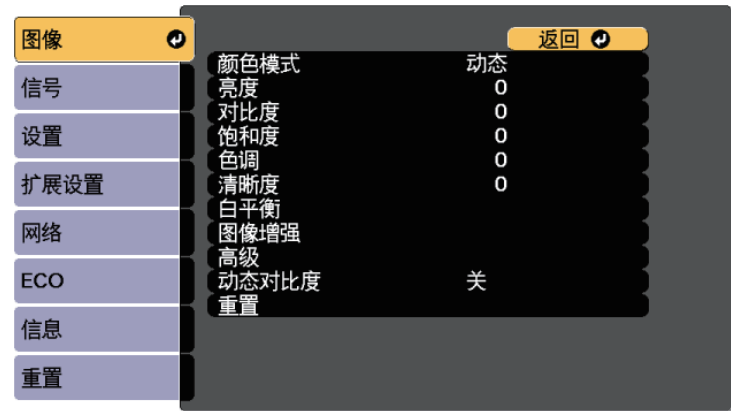 图像
信号
设置
扩展设置
网络
ECO
信息
重置
返回
颜色模式 动态
亮度 0
对比度 0
饱和度 0
色调 0
清晰度 0
白平衡
图像增强
高级
动态对比度 关
重置